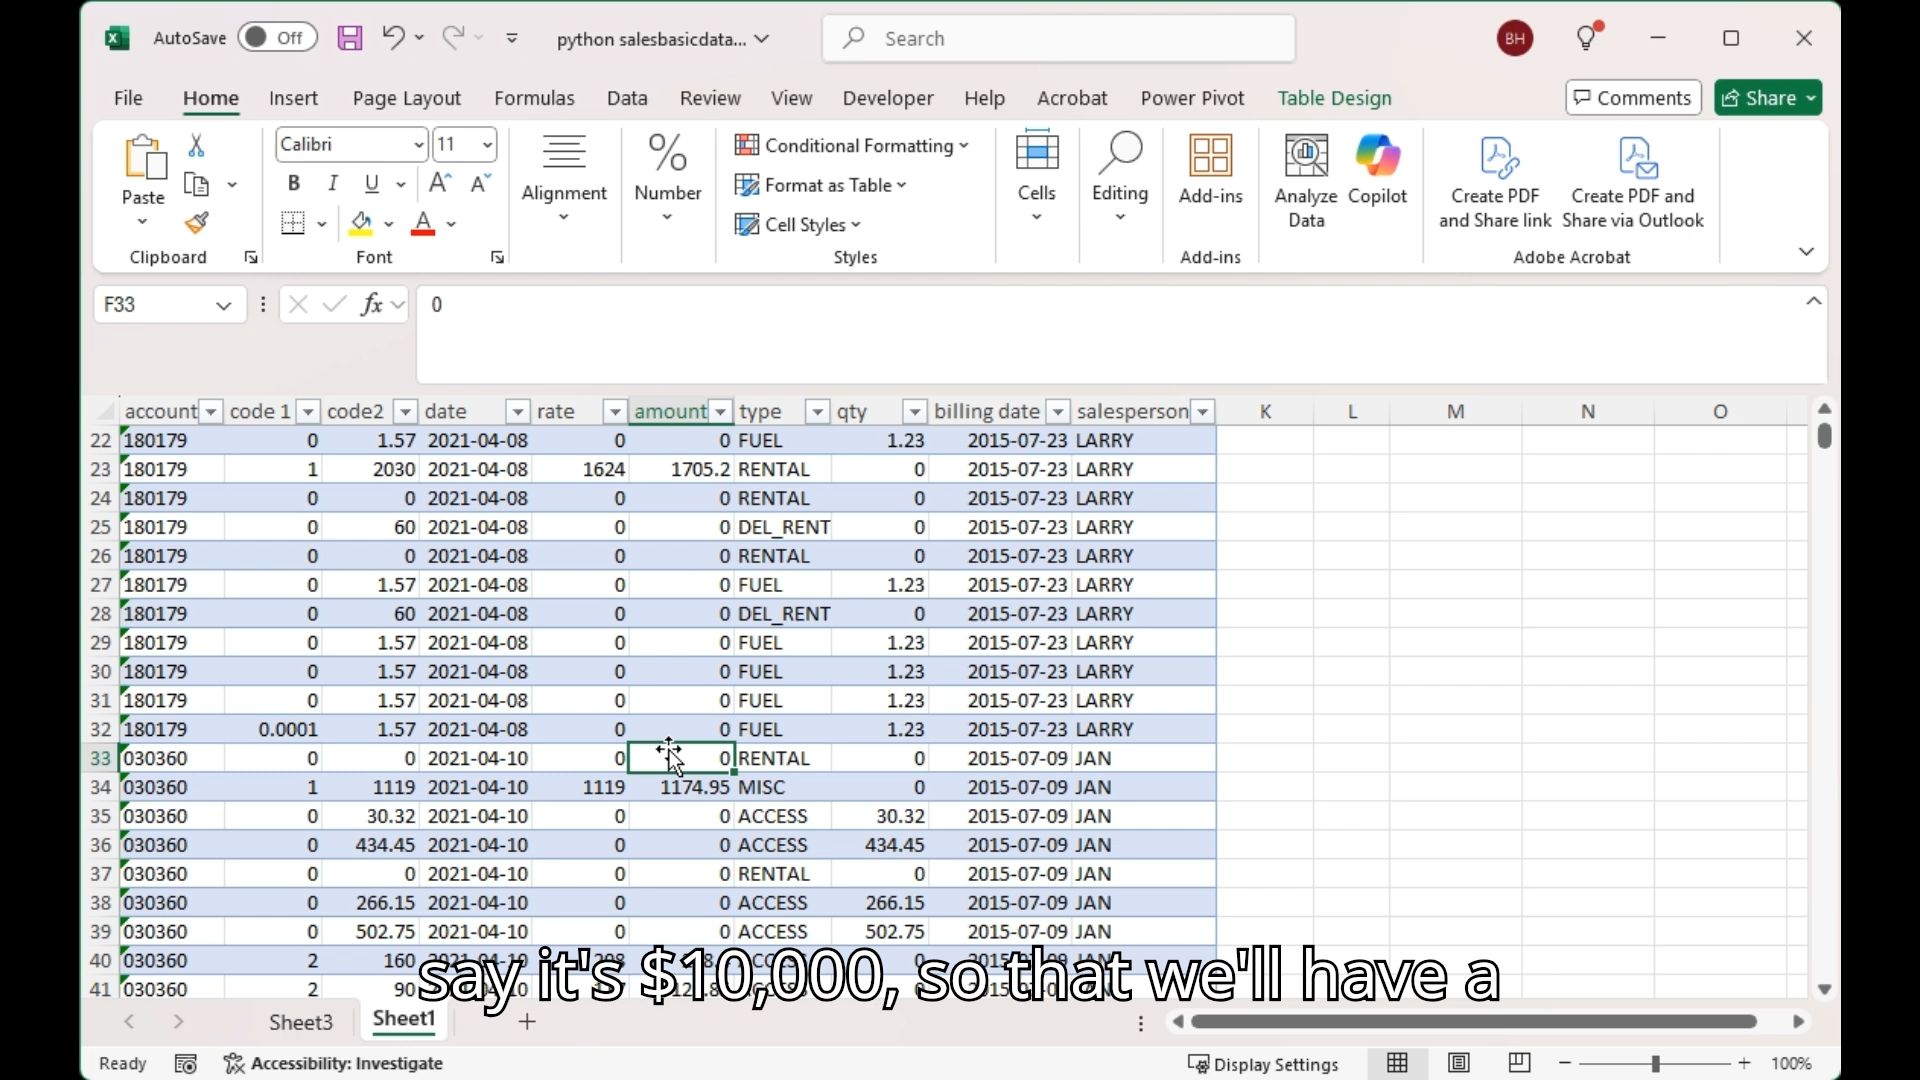 AutoSave Off python salesbasicdata... Search BH
File Home Insert Page Layout Formulas Data Review View Developer Help Acrobat Power Pivot Table Design Comments Share
Paste
Clipboard
Calibri 11
B I U A A
A
Font
Alignment
% Number
Conditional Formatting
Format as Table
Cell Styles
Styles
Cells
Editing
Add-ins
Add-ins
Analyze Data
Copilot
Create PDF and Share link
Create PDF and Share via Outlook
Adobe Acrobat
F33 fx 0
account code 1 code2 date rate amount type qty billing date salesperson K L M N O
22 180179 0 1.57 2021-04-08 0 0 FUEL 1.23 2015-07-23 LARRY
23 180179 1 2030 2021-04-08 1624 1705.2 RENTAL 0 2015-07-23 LARRY
24 180179 0 0 2021-04-08 0 0 RENTAL 0 2015-07-23 LARRY
25 180179 0 60 2021-04-08 0 0 DEL_RENT 0 2015-07-23 LARRY
26 180179 0 0 2021-04-08 0 0 RENTAL 0 2015-07-23 LARRY
27 180179 0 1.57 2021-04-08 0 0 FUEL 1.23 2015-07-23 LARRY
28 180179 0 60 2021-04-08 0 0 DEL_RENT 0 2015-07-23 LARRY
29 180179 0 1.57 2021-04-08 0 0 FUEL 1.23 2015-07-23 LARRY
30 180179 0 1.57 2021-04-08 0 0 FUEL 1.23 2015-07-23 LARRY
31 180179 0 1.57 2021-04-08 0 0 FUEL 1.23 2015-07-23 LARRY
32 180179 0.0001 1.57 2021-04-08 0 0 FUEL 1.23 2015-07-23 LARRY
33 030360 0 0 2021-04-10 0 0 RENTAL 0 2015-07-09 JAN
34 030360 1 1119 2021-04-10 1119 1174.95 MISC 0 2015-07-09 JAN
35 030360 0 30.32 2021-04-10 0 0 ACCESS 30.32 2015-07-09 JAN
36 030360 0 434.45 2021-04-10 0 0 ACCESS 434.45 2015-07-09 JAN
37 030360 0 0 2021-04-10 0 0 RENTAL 0 2015-07-09 JAN
38 030360 0 266.15 2021-04-10 0 0 ACCESS 266.15 2015-07-09 JAN
39 030360 0 502.75 2021-04-10 0 0 ACCESS 502.75 2015-07-09 JAN
40 030360 2 160
41 030360 2 90
say it's $10,000, so that we'll have a
Sheet3 Sheet1
Ready Accessibility: Investigate Display Settings 100%